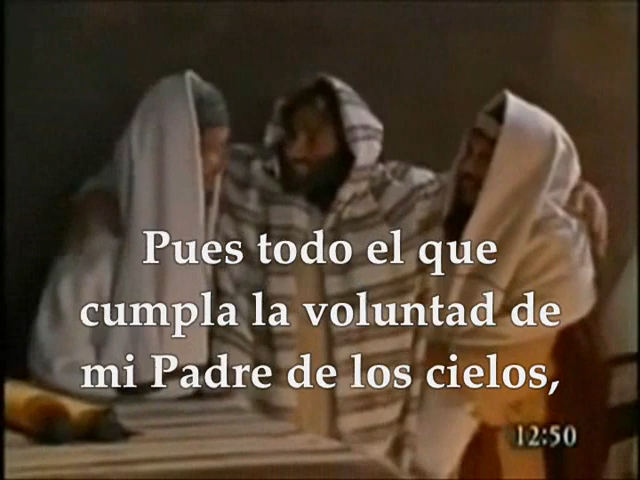 Pues todo el que
cumpla la voluntad de
mi Padre de los cielos,
12:50